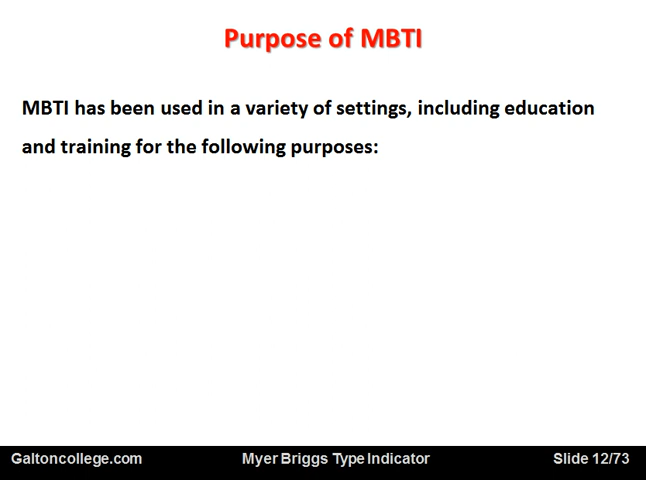 Purpose of MBTI
MBTI has been used in a variety of settings, including education
and training for the following purposes:
Galtoncollege.com Myer Briggs Type Indicator Slide 12/73